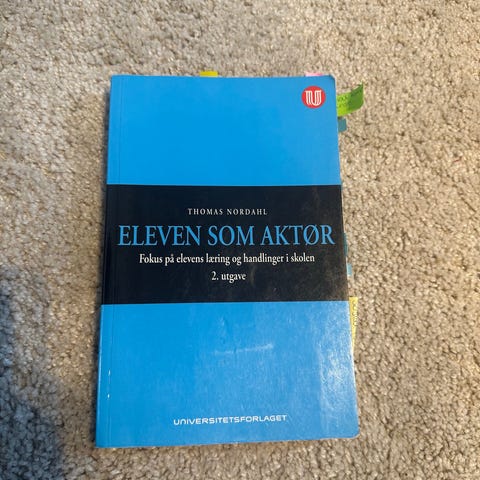 THOMAS NORDAHL
ELEVEN SOM AKTØR
Fokus på elevens læring og handlinger i skolen
2. utgave
UNIVERSITETSFORLAGET